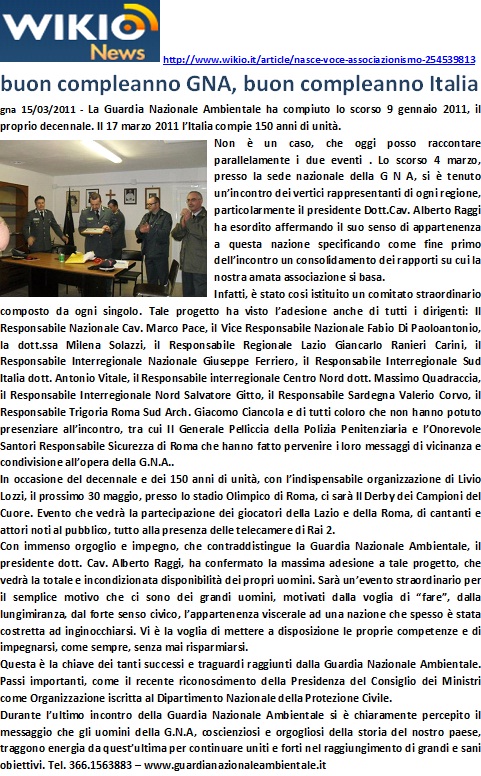 WIKIO
News
http://www.wikio.it/article/nasce-voce-associazionismo-254539813
buon compleanno GNA, buon compleanno Italia
gna 15/03/2011 - La Guardia Nazionale Ambientale ha compiuto lo scorso 9 gennaio 2011, il
proprio decennale. Il 17 marzo 2011 l’Italia compie 150 anni di unità.
Non è un caso, che oggi posso raccontare
parallelamente i due eventi . Lo scorso 4 marzo,
presso la sede nazionale della G N A, si è tenuto
un’incontro dei vertici rappresentanti di ogni regione,
particolarmente il presidente Dott.Cav. Alberto Raggi
ha esordito affermando il suo senso di appartenenza
a questa nazione specificando come fine primo
dell’incontro un consolidamento dei rapporti su cui la
nostra amata associazione si basa.
Infatti, è stato cosi istituito un comitato straordinario
composto da ogni singolo. Tale progetto ha visto l’adesione anche di tutti i dirigenti: Il
Responsabile Nazionale Cav. Marco Pace, il Vice Responsabile Nazionale Fabio Di Paoloantonio,
la dott.ssa Milena Solazzi, il Responsabile Regionale Lazio Giancarlo Ranieri Carini, il
Responsabile Interregionale Nazionale Giuseppe Ferriero, il Responsabile Interregionale Sud
Italia dott. Antonio Vitale, il Responsabile interregionale Centro Nord dott. Massimo Quadraccia,
il Responsabile Interregionale Nord Salvatore Gitto, il Responsabile Sardegna Valerio Corvo, il
Responsabile Trigoria Roma Sud Arch. Giacomo Ciancola e di tutti coloro che non hanno potuto
presenziare all’incontro, tra cui Il Generale Pelliccia della Polizia Penitenziaria e l’Onorevole
Santori Responsabile Sicurezza di Roma che hanno fatto pervenire i loro messaggi di vicinanza e
condivisione all’opera della G.N.A..
In occasione del decennale e dei 150 anni di unità, con l’indispensabile organizzazione di Livio
Lozzi, il prossimo 30 maggio, presso lo stadio Olimpico di Roma, ci sarà Il Derby dei Campioni del
Cuore. Evento che vedrà la partecipazione dei giocatori della Lazio e della Roma, di cantanti e
attori noti al pubblico, tutto alla presenza delle telecamere di Rai 2.
Con immenso orgoglio e impegno, che contraddistingue la Guardia Nazionale Ambientale, il
presidente dott. Cav. Alberto Raggi, ha confermato la massima adesione a tale progetto, che
vedrà la totale e incondizionata disponibilità dei propri uomini. Sarà un’evento straordinario per
il semplice motivo che ci sono dei grandi uomini, motivati dalla voglia di “fare”, dalla
lungimiranza, dal forte senso civico, l’appartenenza viscerale ad una nazione che spesso è stata
costretta ad inginocchiarsi. Vi è la voglia di mettere a disposizione le proprie competenze e di
impegnarsi, come sempre, senza mai risparmiarsi.
Questa è la chiave dei tanti successi e traguardi raggiunti dalla Guardia Nazionale Ambientale.
Passi importanti, come il recente riconoscimento della Presidenza del Consiglio dei Ministri
come Organizzazione iscritta al Dipartimento Nazionale della Protezione Civile.
Durante l’ultimo incontro della Guardia Nazionale Ambientale si è chiaramente percepito il
messaggio che gli uomini della G.N.A, coscienziosi e orgogliosi della storia del nostro paese,
traggono energia da quest’ultima per continuare uniti e forti nel raggiungimento di grandi e sani
obiettivi. Tel. 366.1563883 – www.guardianazionaleambientale.it